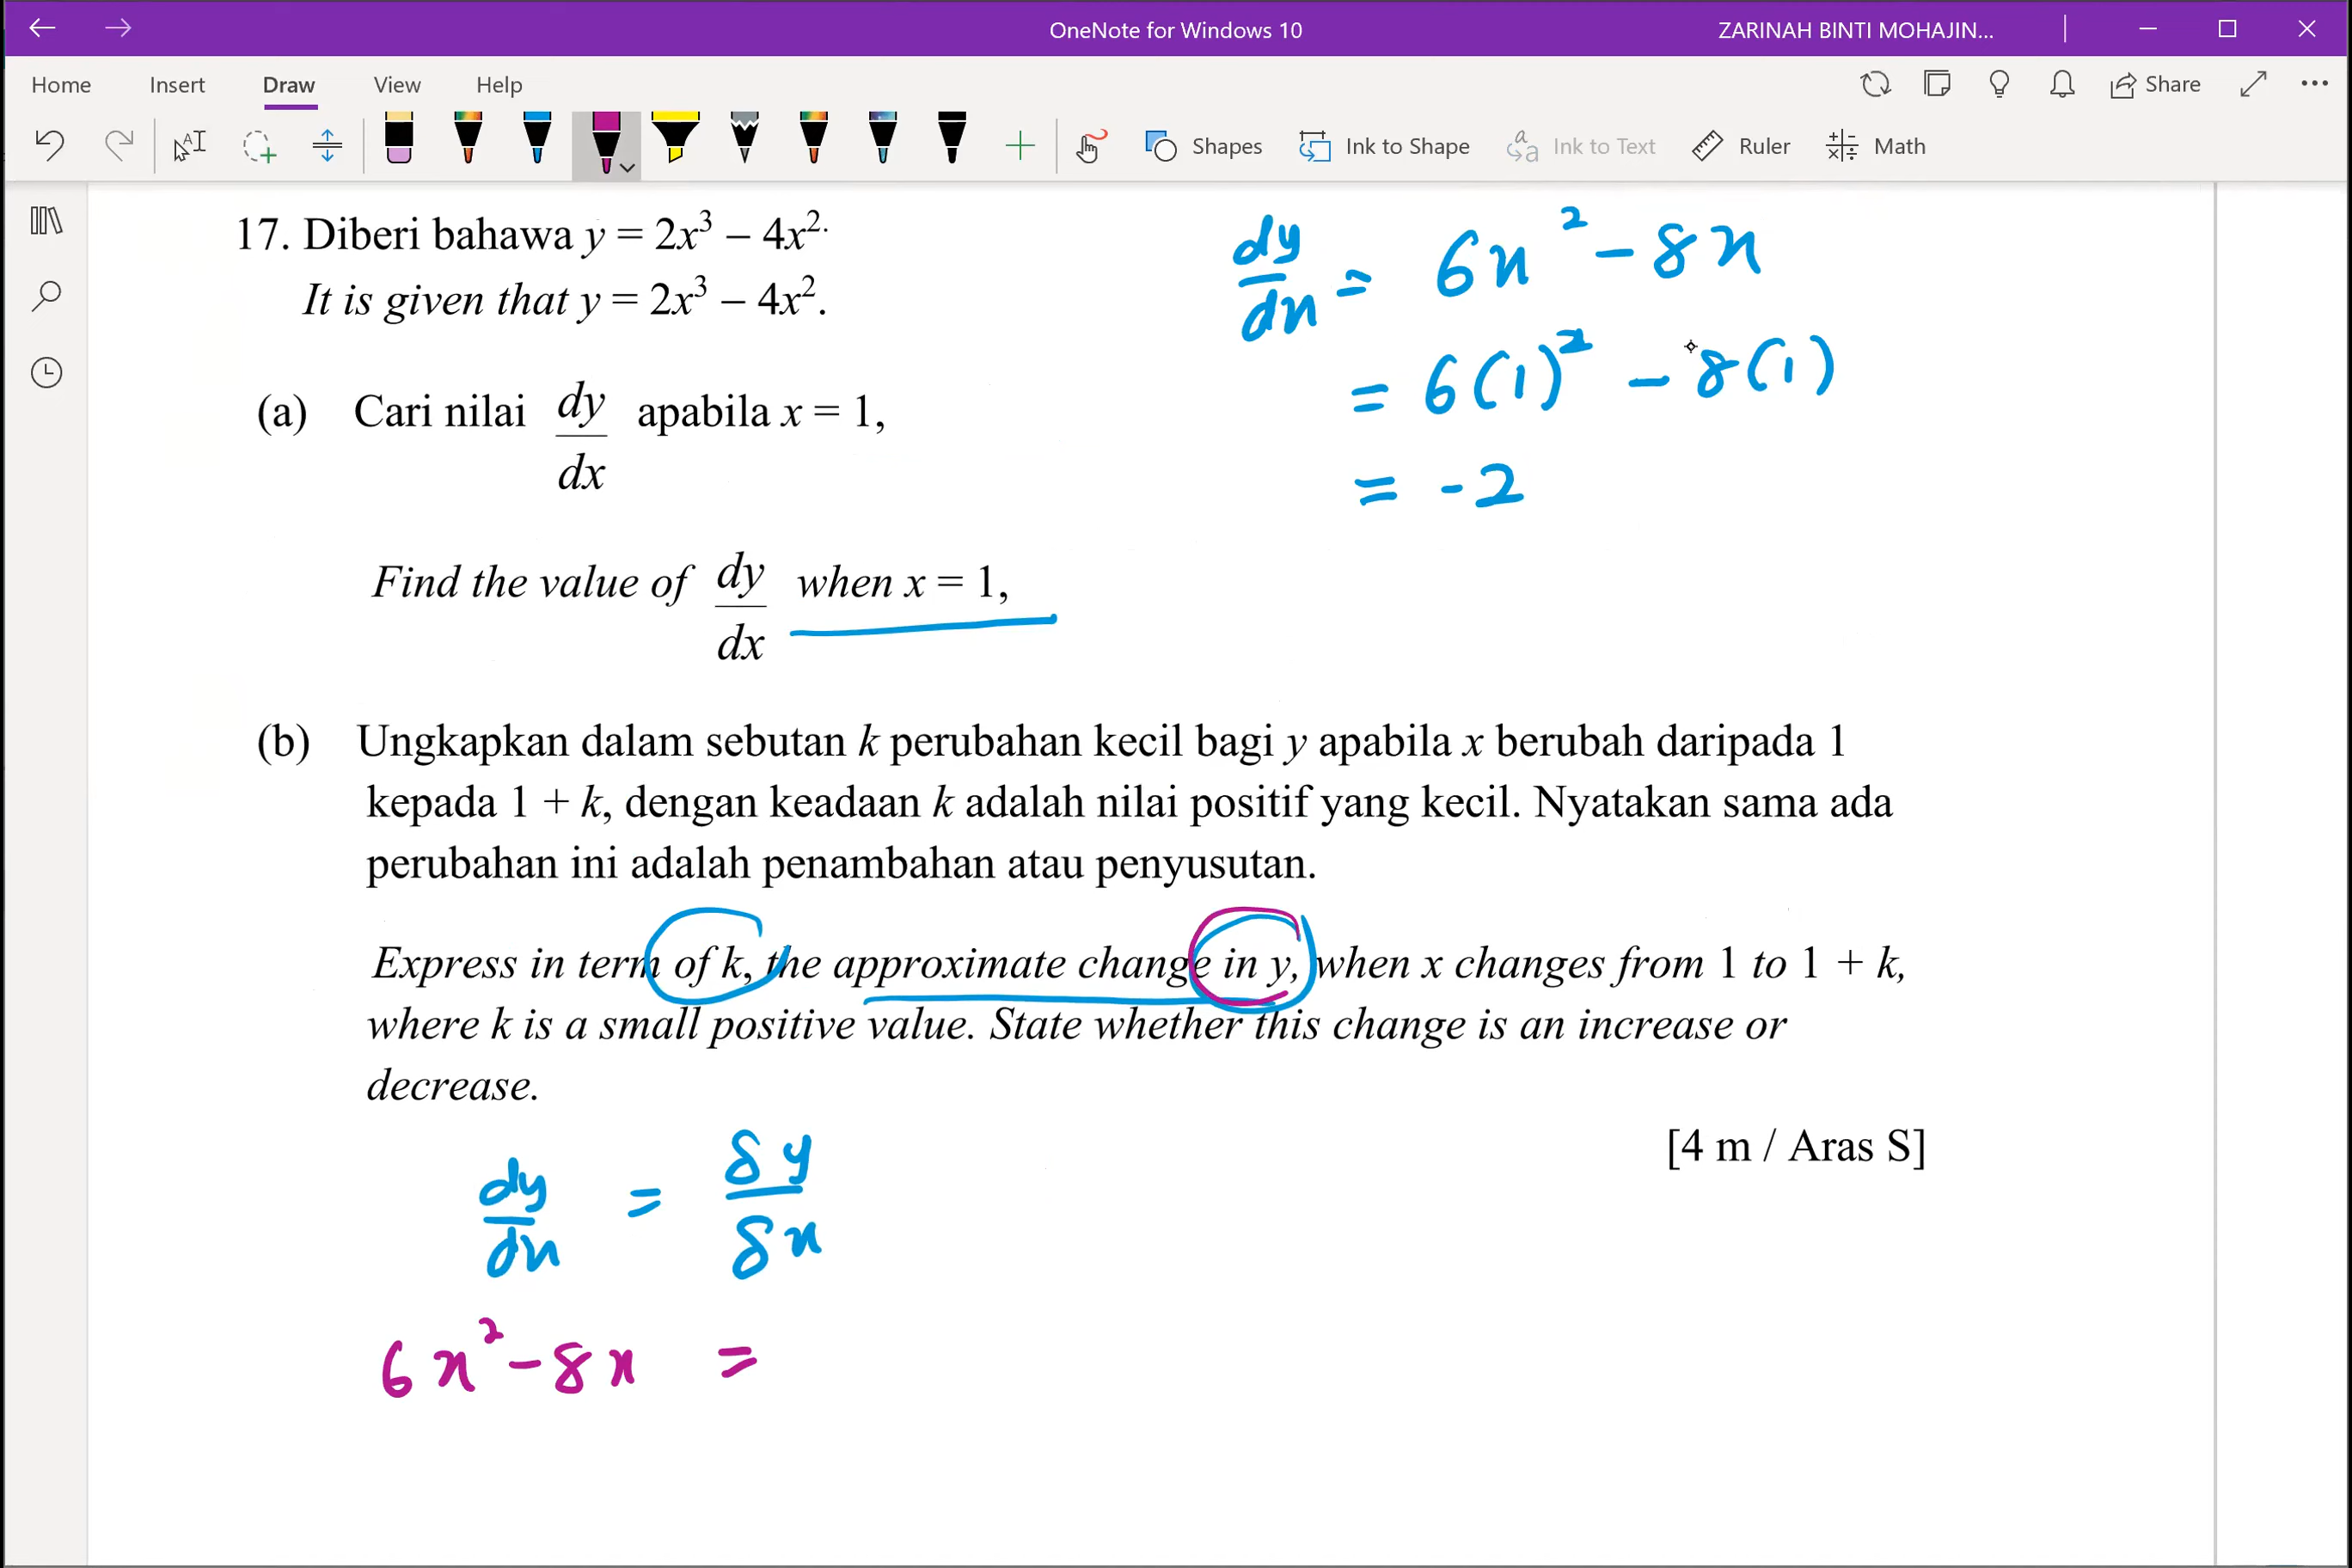 OneNote for Windows 10
ZARINAH BINTI MOHAJIN...
Home Insert Draw View Help
Share
Shapes Ink to Shape Ink to Text Ruler Math
17. Diberi bahawa y = 2x³ – 4x².
It is given that y = 2x³ – 4x².
(a) Cari nilai dy/dx apabila x = 1,
Find the value of dy/dx when x = 1,
dy/dx = 6x² – 8x
= 6(1)² – 8(1)
= -2
(b) Ungkapkan dalam sebutan k perubahan kecil bagi y apabila x berubah daripada 1
kepada 1 + k, dengan keadaan k adalah nilai positif yang kecil. Nyatakan sama ada
perubahan ini adalah penambahan atau penyusutan.
Express in term of k, the approximate change in y, when x changes from 1 to 1 + k,
where k is a small positive value. State whether this change is an increase or
decrease.
[4 m / Aras S]
dy/dx = δy/δx
6x² – 8x =